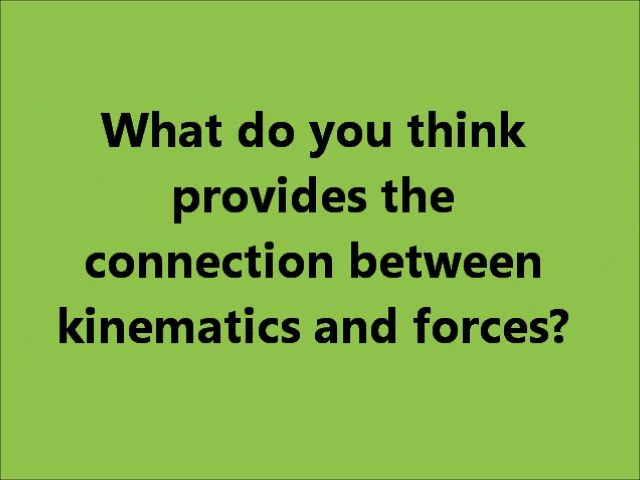 What do you think
provides the
connection between
kinematics and forces?